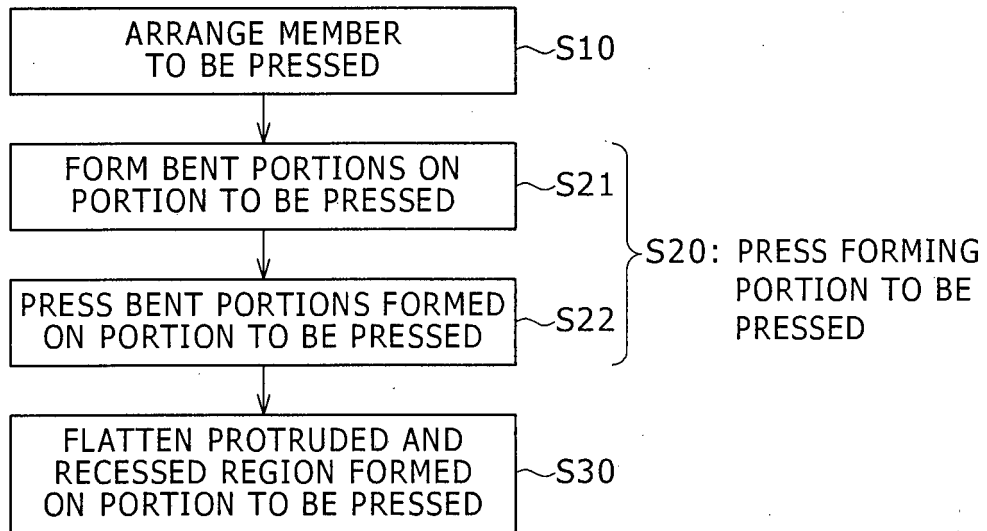 ARRANGE MEMBER
TO BE PRESSED
S10
FORM BENT PORTIONS ON
PORTION TO BE PRESSED
S21
PRESS BENT PORTIONS FORMED
ON PORTION TO BE PRESSED
S22
S20: PRESS FORMING
PORTION TO BE
PRESSED
FLATTEN PROTRUDED AND
RECESSED REGION FORMED
ON PORTION TO BE PRESSED
S30